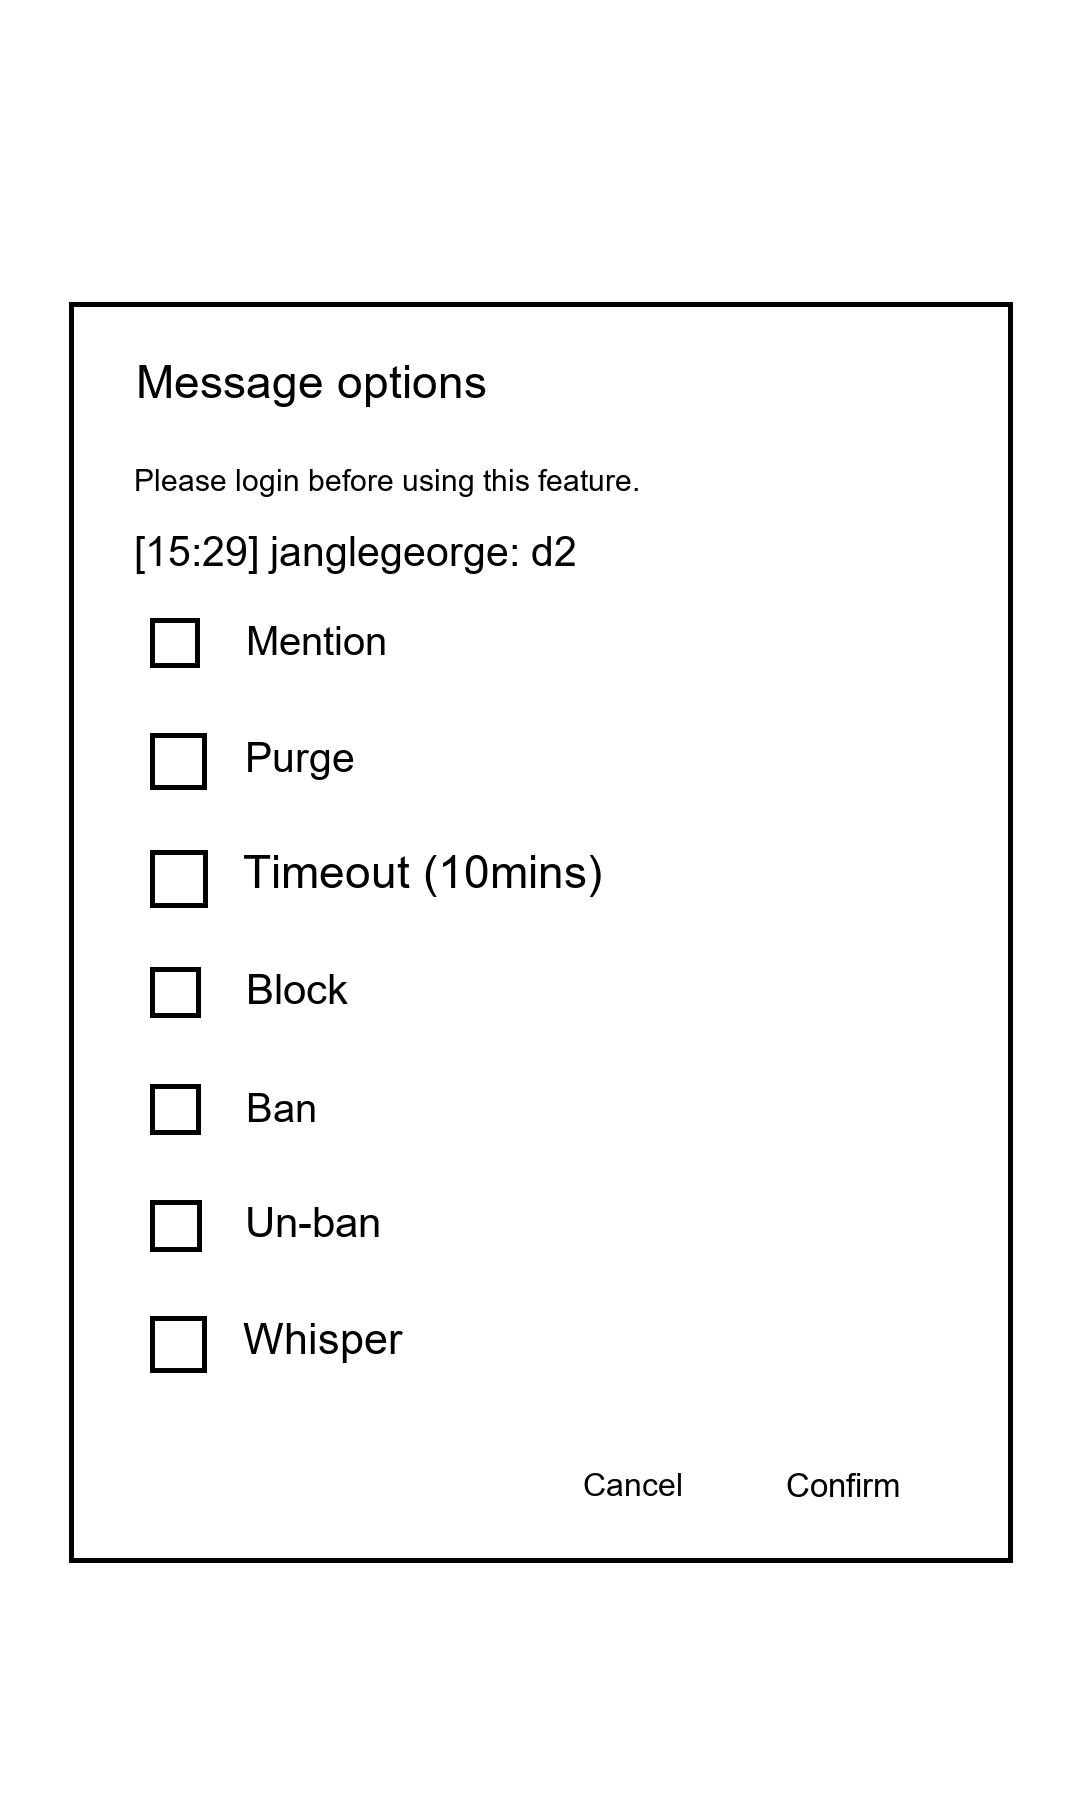 Message options
Please login before using this feature.
[15:29] janglegeorge: d2
Mention
Purge
Timeout (10mins)
Block
Ban
Un-ban
Whisper
Cancel Confirm